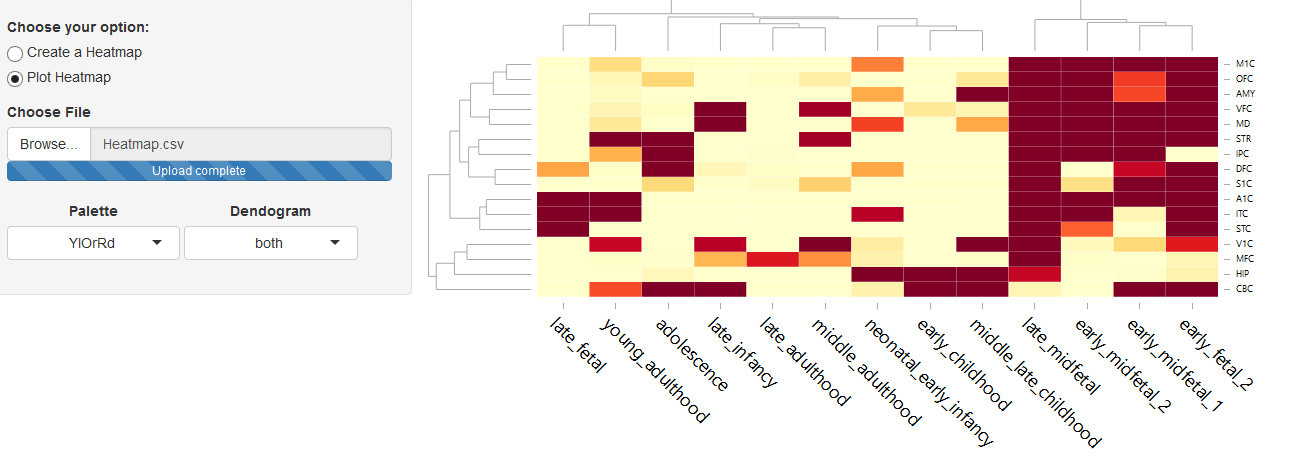 Choose your option:
Create a Heatmap
Plot Heatmap
Choose File
Browse... Heatmap.csv
Upload complete
Palette Dendogram
YlOrRd both
M1C
OFC
AMY
VFC
MD
STR
IPC
DFC
S1C
A1C
ITC
STC
V1C
MFC
HIP
CBC
late_fetal
young_adulthood
adolescence
late_infancy
late_adulthood
middle_adulthood
neonatal_early_infancy
early_childhood
middle_late_childhood
late_midfetal
early_midfetal_2
early_midfetal_1
early_fetal_2